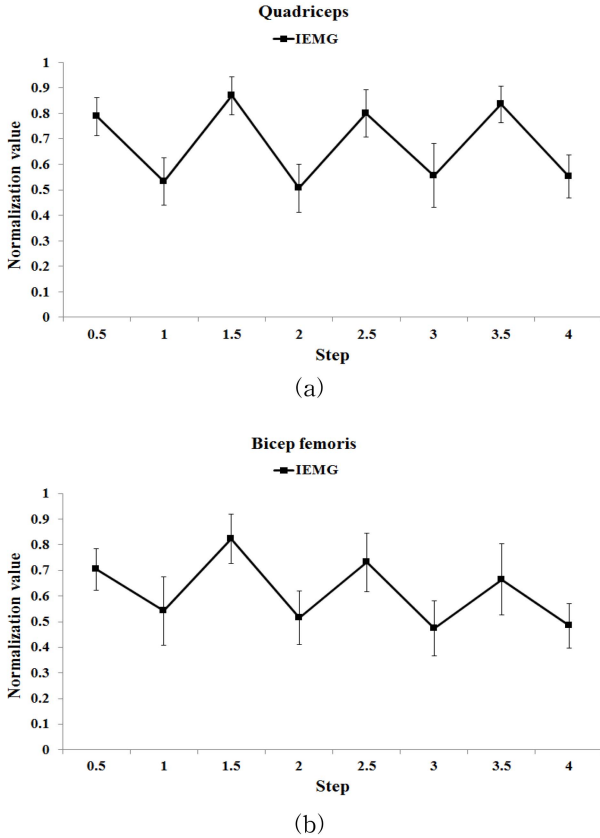 Quadriceps
IEMG
1
0.9
0.8
0.7
0.6
0.5
0.4
0.3
0.2
0.1
0
Normalization value
0.5 1 1.5 2 2.5 3 3.5 4
Step
(a)
Bicep femoris
IEMG
1
0.9
0.8
0.7
0.6
0.5
0.4
0.3
0.2
0.1
0
Normalization value
0.5 1 1.5 2 2.5 3 3.5 4
Step
(b)